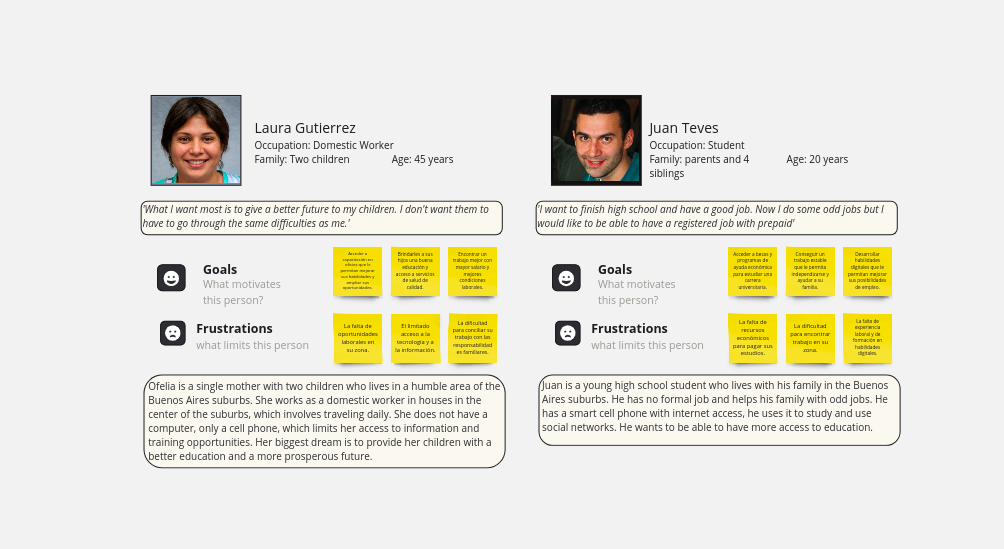 Laura Gutierrez
Occupation: Domestic Worker
Family: Two children Age: 45 years
'What I want most is to give a better future to my children. I don't want them to
have to go through the same difficulties as me.'
Goals
What motivates
this person?
Acceder a
capacitación en
oficios que le
permitan mejorar
sus habilidades y
ampliar sus
oportunidades.
Brindarles a sus
hijos una buena
educación y
acceso a servicios
de salud de
calidad.
Encontrar un
trabajo mejor con
mayor salario y
mejores
condiciones
laborales.
Frustrations
what limits this person
La falta de
oportunidades
laborales en
su zona.
El limitado
acceso a la
tecnología y a
la información.
La dificultad
para conciliar su
trabajo con las
responsabilidad
es familiares.
Ofelia is a single mother with two children who lives in a humble area of the
Buenos Aires suburbs. She works as a domestic worker in houses in the
center of the suburbs, which involves traveling daily. She does not have a
computer, only a cell phone, which limits her access to information and
training opportunities. Her biggest dream is to provide her children with a
better education and a more prosperous future.
Juan Teves
Occupation: Student
Family: parents and 4 Age: 20 years
siblings
'I want to finish high school and have a good job. Now I do some odd jobs but I
would like to be able to have a registered job with prepaid'
Goals
What motivates
this person?
Acceder a becas y
programas de
ayuda económica
para estudiar una
carrera
universitaria.
Conseguir un
trabajo estable
que le permita
independizarse y
ayudar a su
familia.
Desarrollar
habilidades
digitales que le
permitan mejorar
sus posibilidades
de empleo.
Frustrations
what limits this person
La falta de
recursos
económicos
para pagar sus
estudios.
La dificultad
para encontrar
trabajo en su
zona.
La falta de
experiencia
laboral y de
formación en
habilidades
digitales.
Juan is a young high school student who lives with his family in the Buenos
Aires suburbs. He has no formal job and helps his family with odd jobs. He
has a smart cell phone with internet access, he uses it to study and use
social networks. He wants to be able to have more access to education.